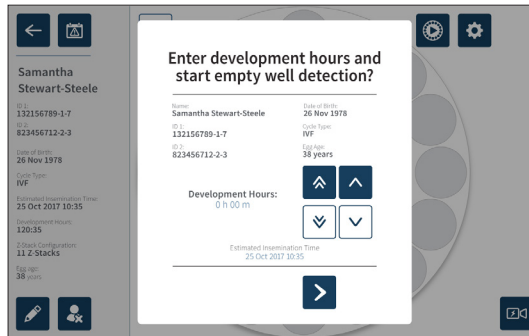 Samantha
Stewart-Steele
ID 1:
132156789-1-7
ID 2:
823456712-2-3
Date of Birth:
26 Nov 1978
Cycle Type:
IVF
Estimated Insemination Time:
25 Oct 2017 10:35
Development Hours:
120:35
Z-Stack Configuration:
11 Z-Stacks
Egg age:
38 years
Enter development hours and
start empty well detection?
Name:
Samantha Stewart-Steele
Date of Birth:
26 Nov 1978
ID 1:
132156789-1-7
Cycle Type:
IVF
ID 2:
823456712-2-3
Egg Age:
38 years
Development Hours:
0 h 00 m
Estimated Insemination Time
25 Oct 2017 10:35